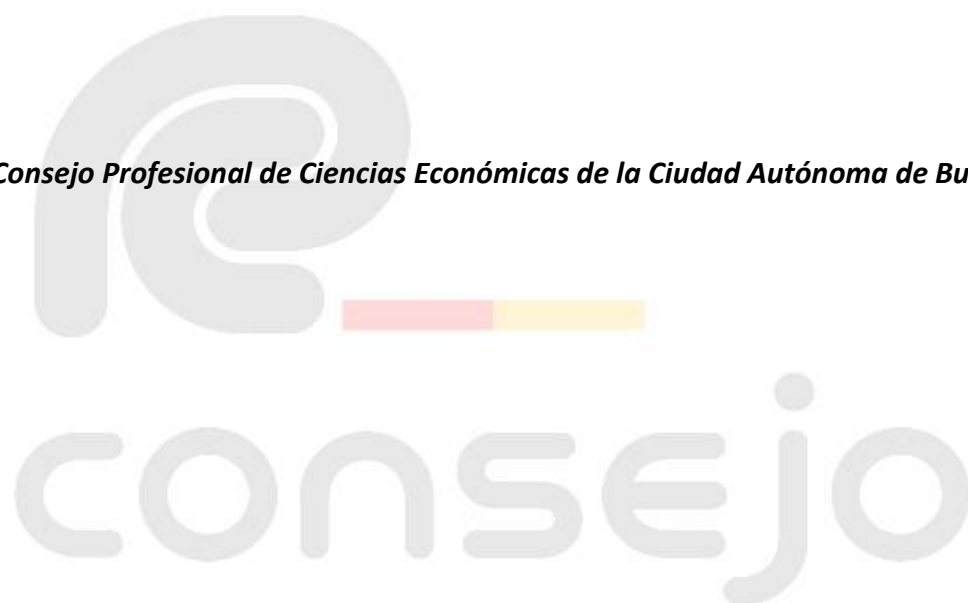 Consejo Profesional de Ciencias Económicas de la Ciudad Autónoma de Bu
consejo